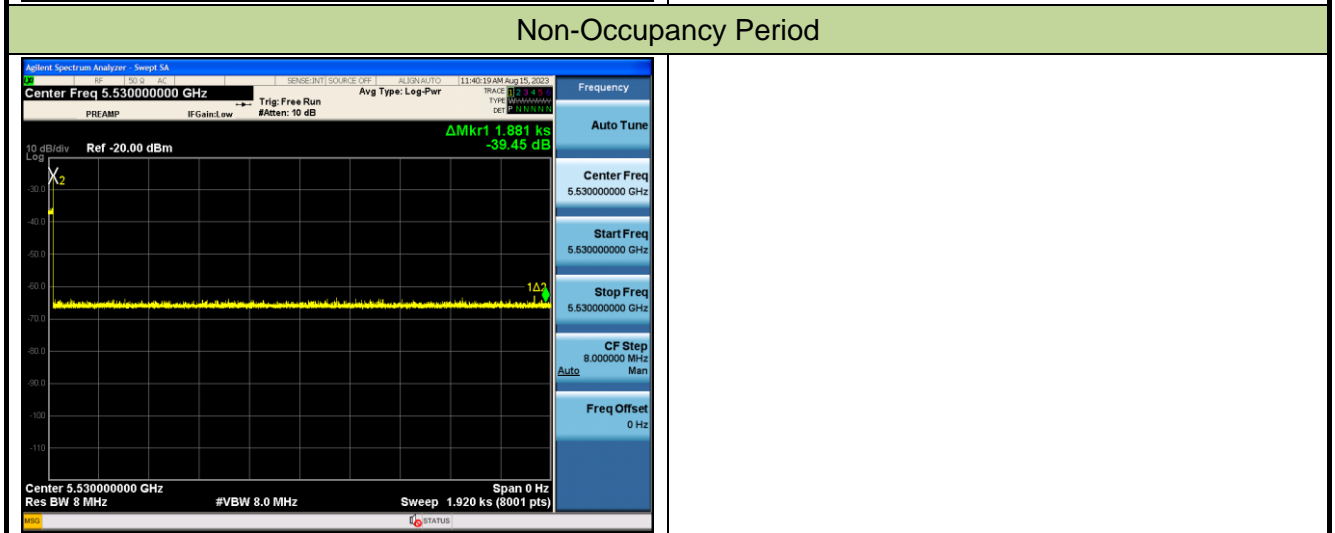 Non-Occupancy Period
Agilent Spectrum Analyzer - Swept SA
RF 50 Ω AC SENSE:INT SOURCE OFF ALIGN AUTO 11:40:19 AM Aug 15, 2023
Center Freq 5.530000000 GHz Avg Type: Log-Pwr TRACE 1 2 3 4 5 6
Trig: Free Run TYPE
PREAMP IFGain:Low #Atten: 10 dB DET P N N N N N
ΔMkr1 1.881 ks
-39.45 dB
10 dB/div Ref -20.00 dBm
Log
2
-30.0
-40.0
-50.0
-60.0
1Δ2
-70.0
-80.0
-90.0
-100
-110
Center 5.530000000 GHz Span 0 Hz
Res BW 8 MHz #VBW 8.0 MHz Sweep 1.920 ks (8001 pts)
MSG STATUS
Frequency
Auto Tune
Center Freq
5.530000000 GHz
Start Freq
5.530000000 GHz
Stop Freq
5.530000000 GHz
CF Step
8.000000 MHz
Auto Man
Freq Offset
0 Hz